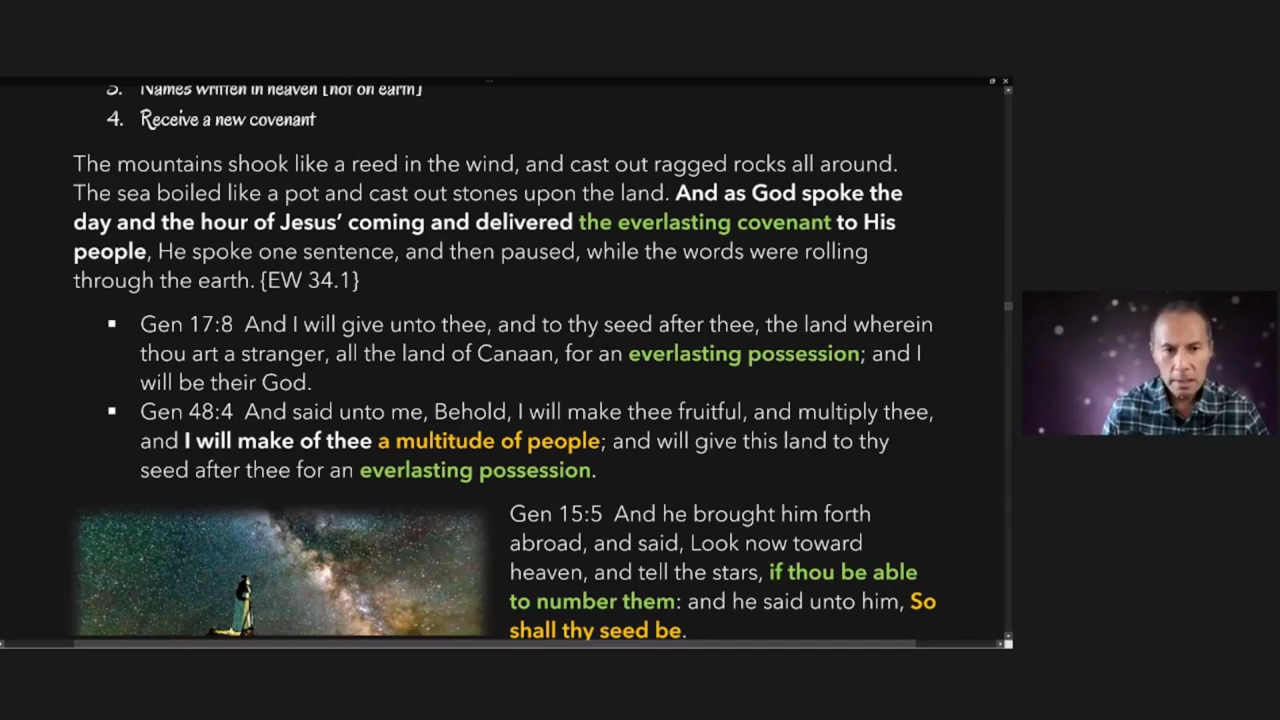 3. Names written in heaven [not on earth]
4. Receive a new covenant
The mountains shook like a reed in the wind, and cast out ragged rocks all around.
The sea boiled like a pot and cast out stones upon the land. And as God spoke the
day and the hour of Jesus’ coming and delivered the everlasting covenant to His
people, He spoke one sentence, and then paused, while the words were rolling
through the earth. {EW 34.1}
▪ Gen 17:8 And I will give unto thee, and to thy seed after thee, the land wherein
thou art a stranger, all the land of Canaan, for an everlasting possession; and I
will be their God.
▪ Gen 48:4 And said unto me, Behold, I will make thee fruitful, and multiply thee,
and I will make of thee a multitude of people; and will give this land to thy
seed after thee for an everlasting possession.
Gen 15:5 And he brought him forth
abroad, and said, Look now toward
heaven, and tell the stars, if thou be able
to number them: and he said unto him, So
shall thy seed be.